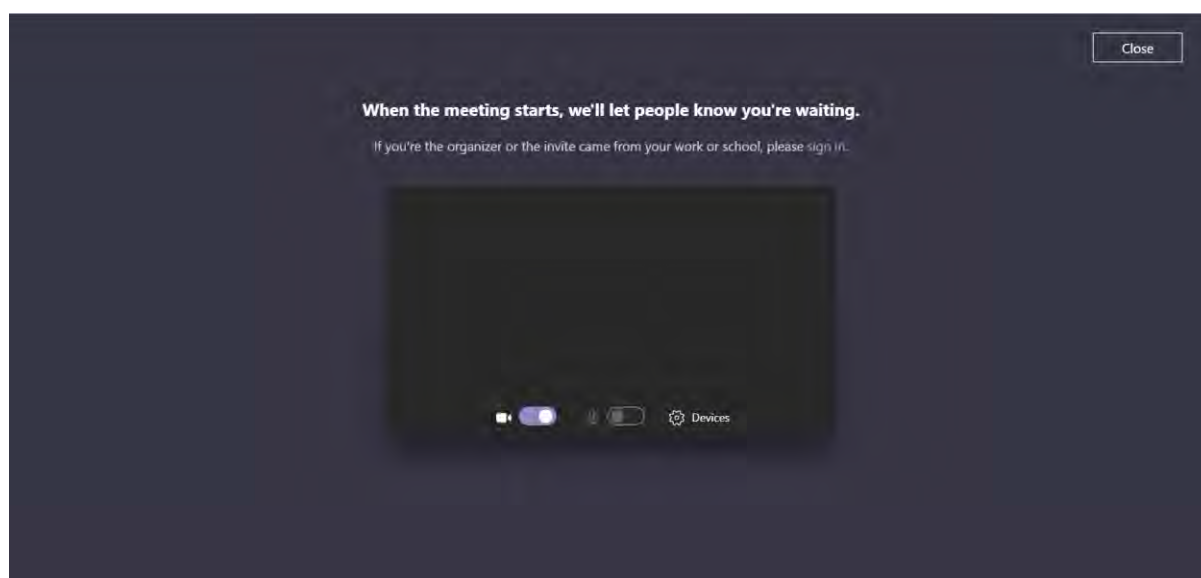 Close
When the meeting starts, we'll let people know you're waiting.
If you're the organizer or the invite came from your work or school, please sign in.
Devices